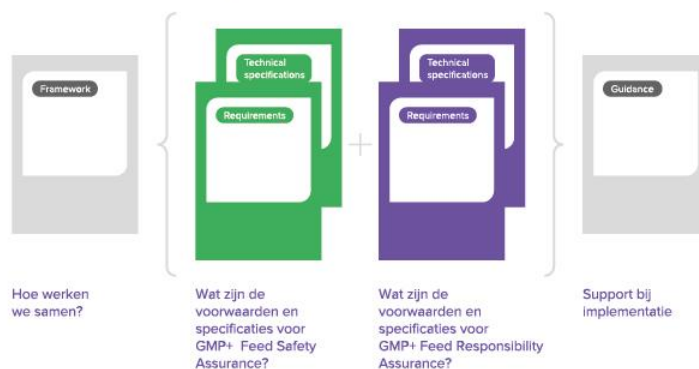 Framework
Technical
specifications
Requirements
Technical
specifications
Requirements
Guidance
Hoe werken
we samen?
Wat zijn de
voorwaarden en
specificaties voor
GMP+ Feed Safety
Assurance?
Wat zijn de
voorwaarden en
specificaties voor
GMP+ Feed Responsibility
Assurance?
Support bij
implementatie